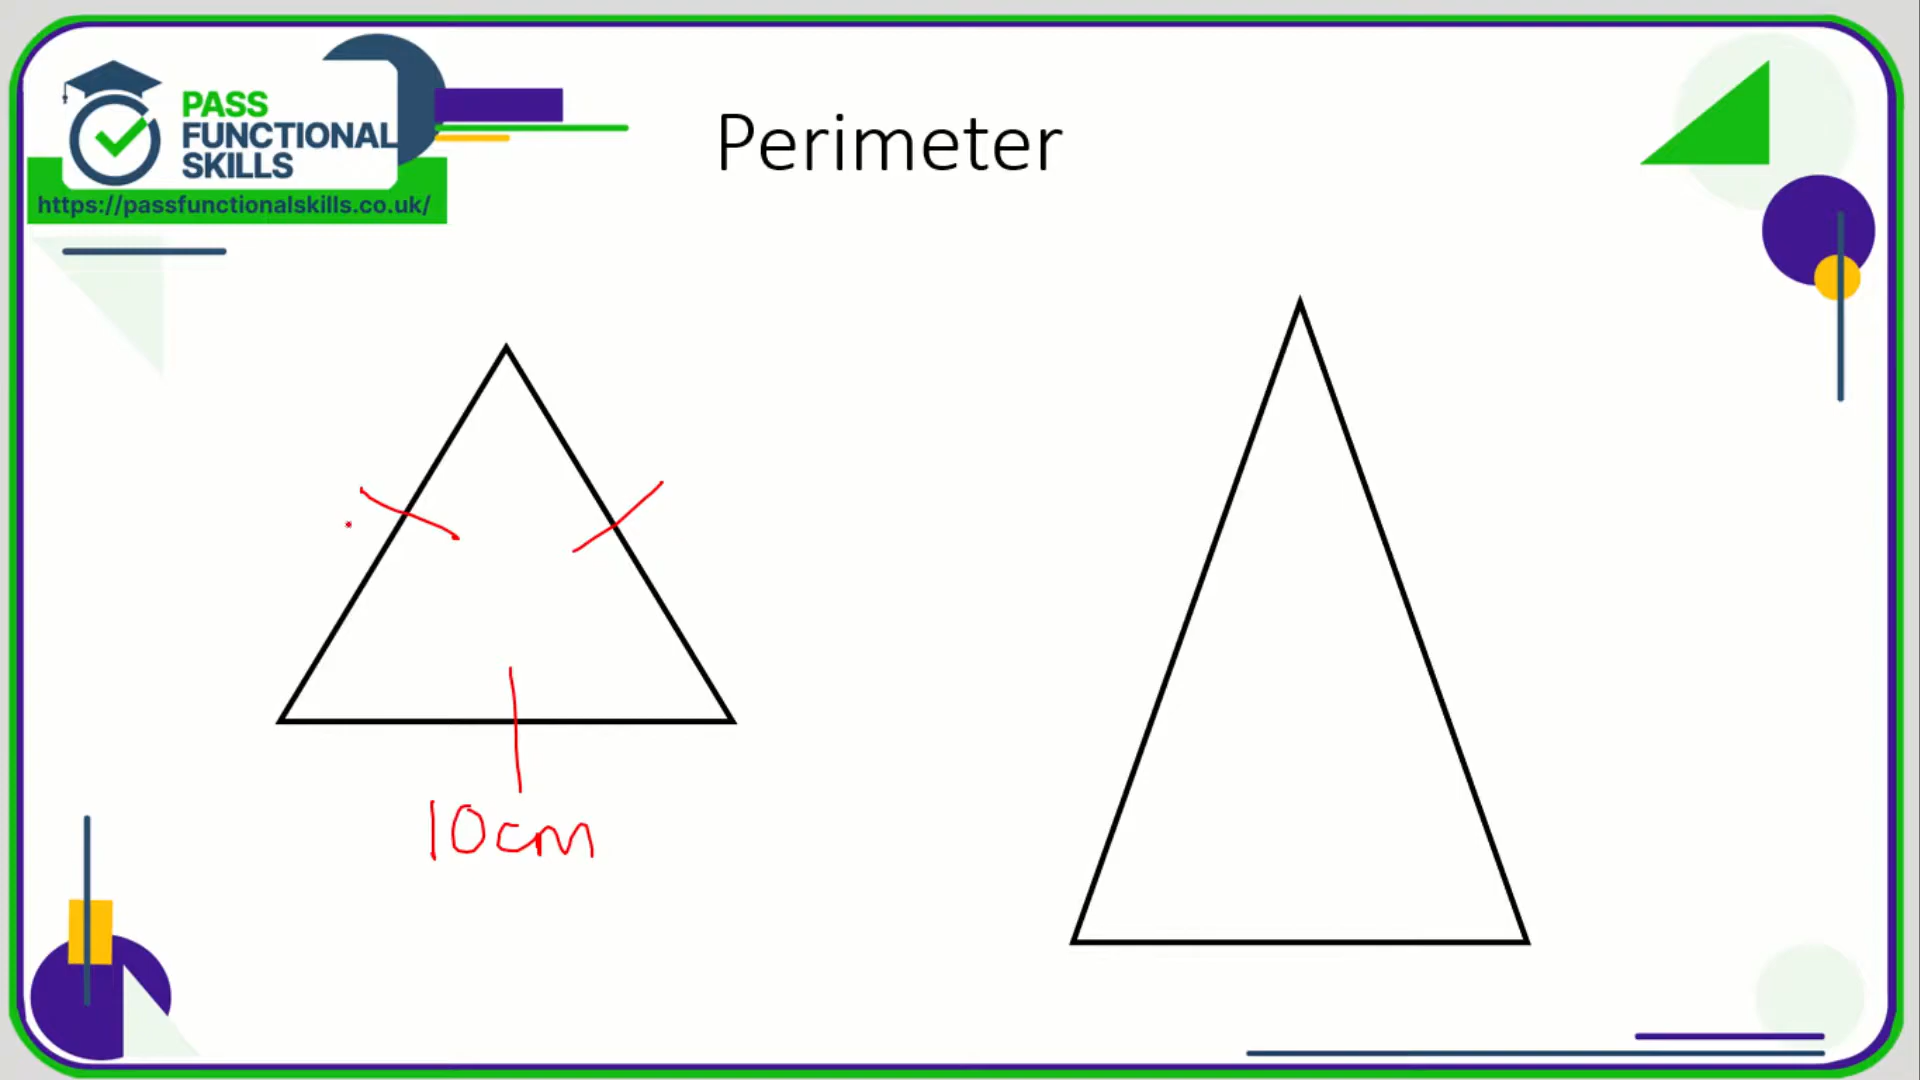 PASS
FUNCTIONAL
SKILLS
https://passfunctionalskills.co.uk/
Perimeter
10cm